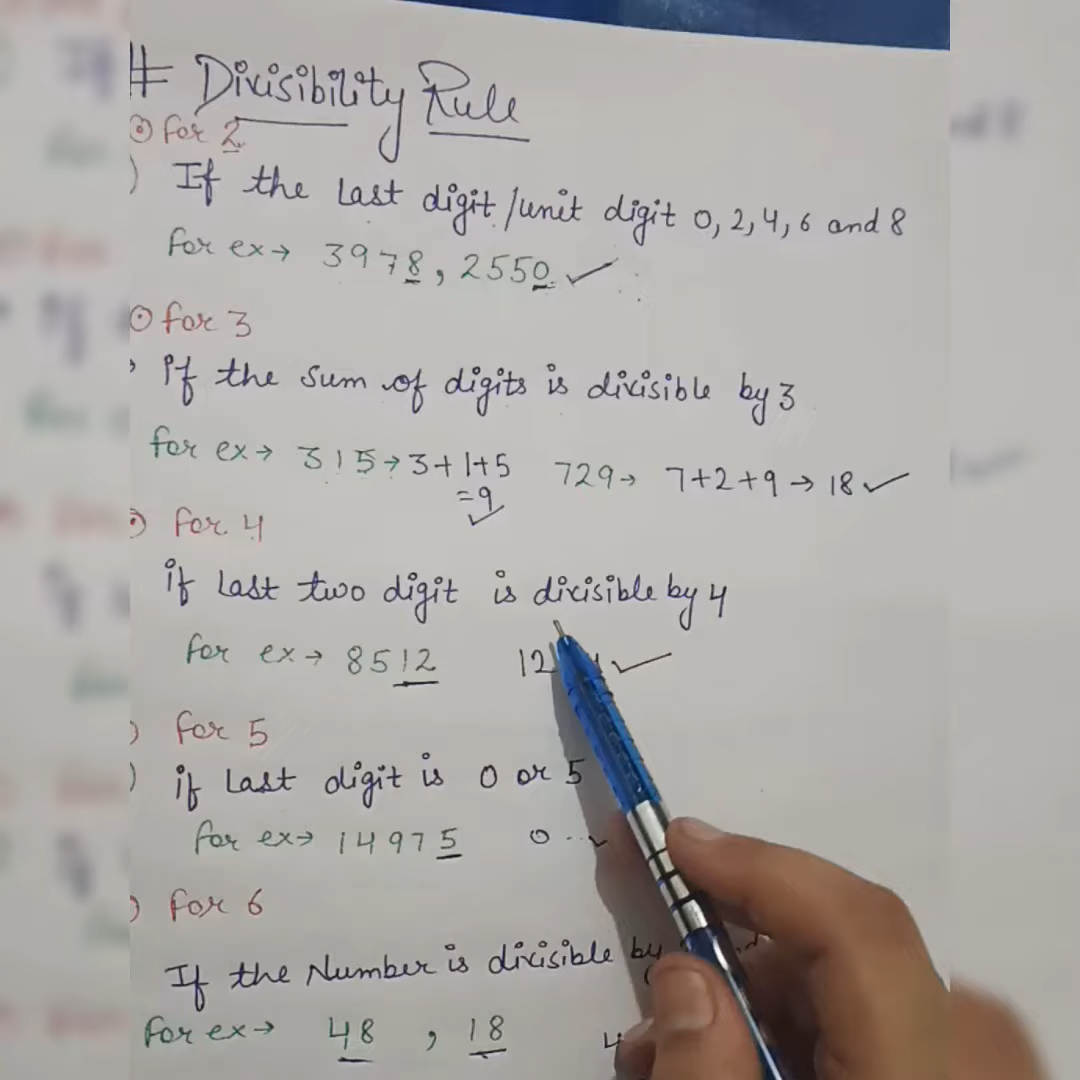 # Divisibility Rule
for 2
If the Last digit/unit digit 0, 2, 4, 6 and 8
for ex → 3978, 2550 ✓
for 3
if the sum of digits is divisible by 3
for ex → 315 → 3+1+5 729 → 7+2+9 → 18 ✓
=9 ✓
for 4
if Last two digit is divisible by 4
for ex → 8512 12 ✓
for 5
if Last digit is 0 or 5
for ex → 14975 0 ✓
for 6
If the Number is divisible by
for ex → 48, 18 4